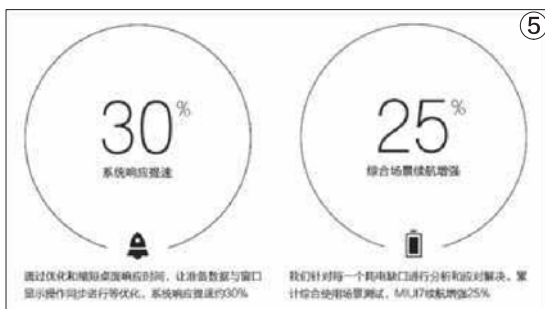 ⑤
30%
系统响应提速
25%
综合场景续航增强
通过优化和缩短桌面响应时间，让准备数据与窗口
显示操作同步进行等优化，系统响应提速约30%
我们针对每一个耗电缺口进行分析和应对解决。累
计综合使用场景测试，MIUI7续航增强25%